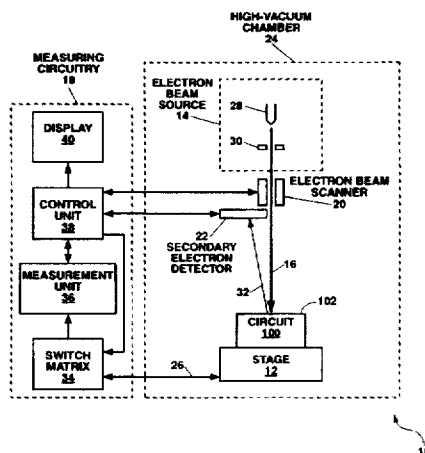 HIGH-VACUUM
CHAMBER
24
MEASURING
CIRCUITRY
18
ELECTRON
BEAM
SOURCE
14
28
30
DISPLAY
40
ELECTRON BEAM
SCANNER
20
CONTROL
UNIT
38
22
SECONDARY
ELECTRON
DETECTOR
16
32
MEASUREMENT
UNIT
36
102
CIRCUIT
100
STAGE
12
SWITCH
MATRIX
34
26